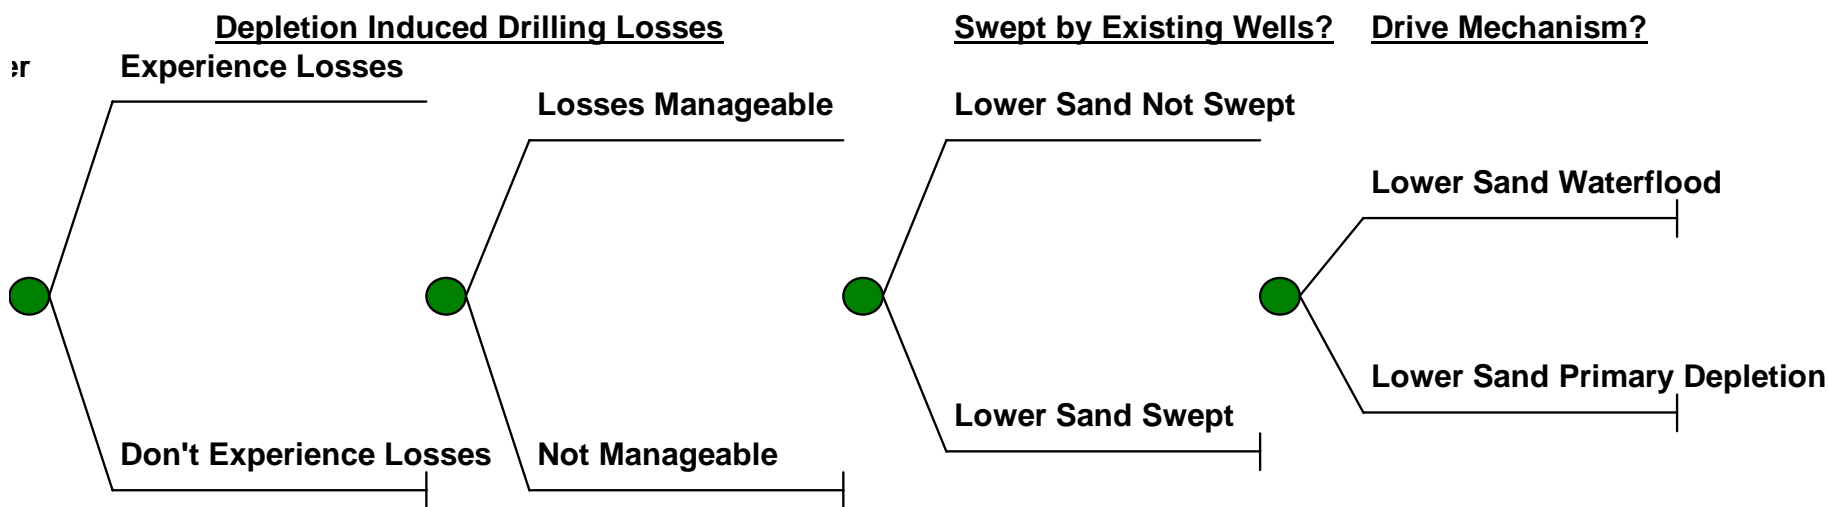 Depletion Induced Drilling Losses
Swept by Existing Wells?
Drive Mechanism?
er
Experience Losses
Losses Manageable
Lower Sand Not Swept
Lower Sand Waterflood
Lower Sand Primary Depletion
Lower Sand Swept
Don't Experience Losses
Not Manageable